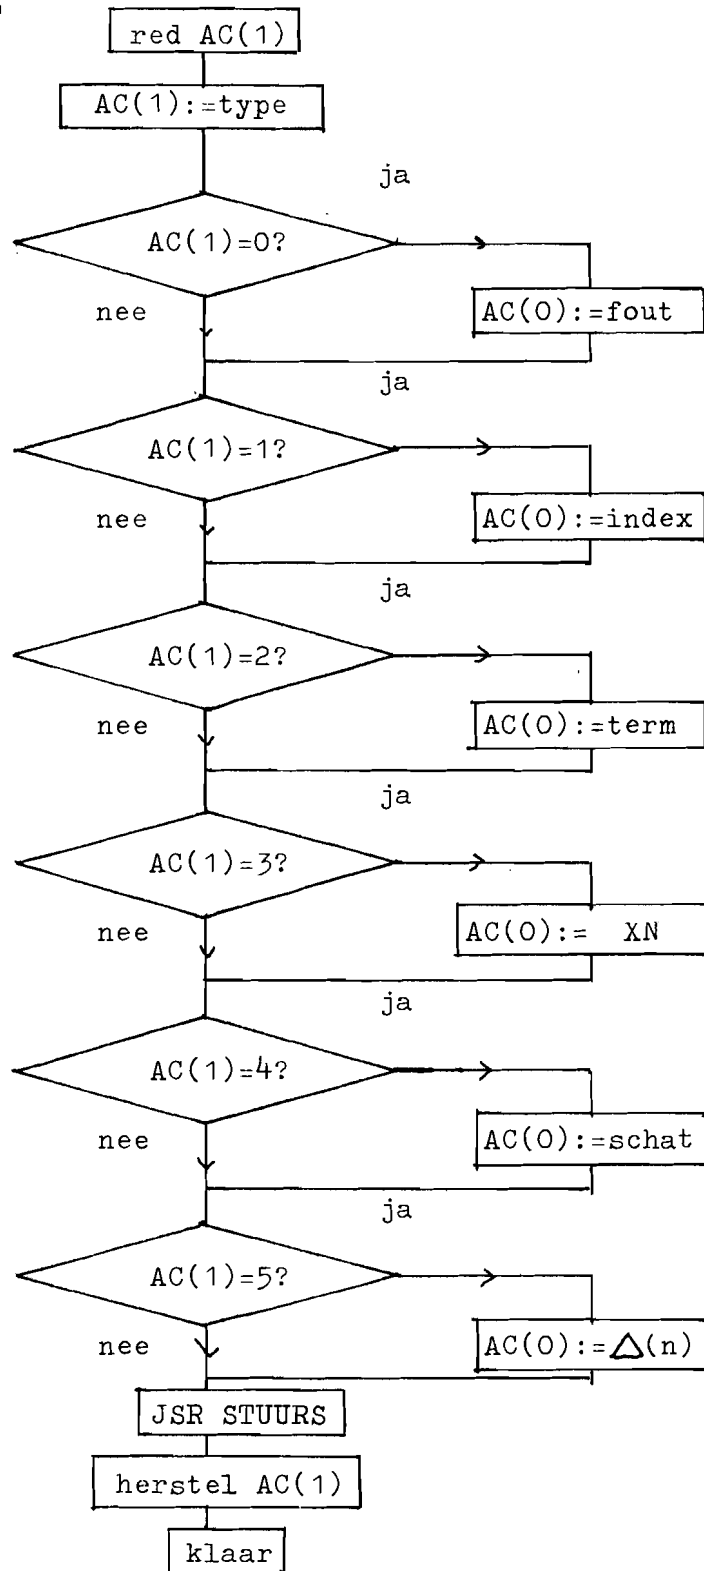 red AC(1)
AC(1):=type
ja
AC(1)=0?
nee
AC(0):=fout
ja
AC(1)=1?
nee
AC(0):=index
ja
AC(1)=2?
nee
AC(0):=term
ja
AC(1)=3?
nee
AC(0):= XN
ja
AC(1)=4?
nee
AC(0):=schat
ja
AC(1)=5?
nee
AC(0):=△(n)
JSR STUURS
herstel AC(1)
klaar